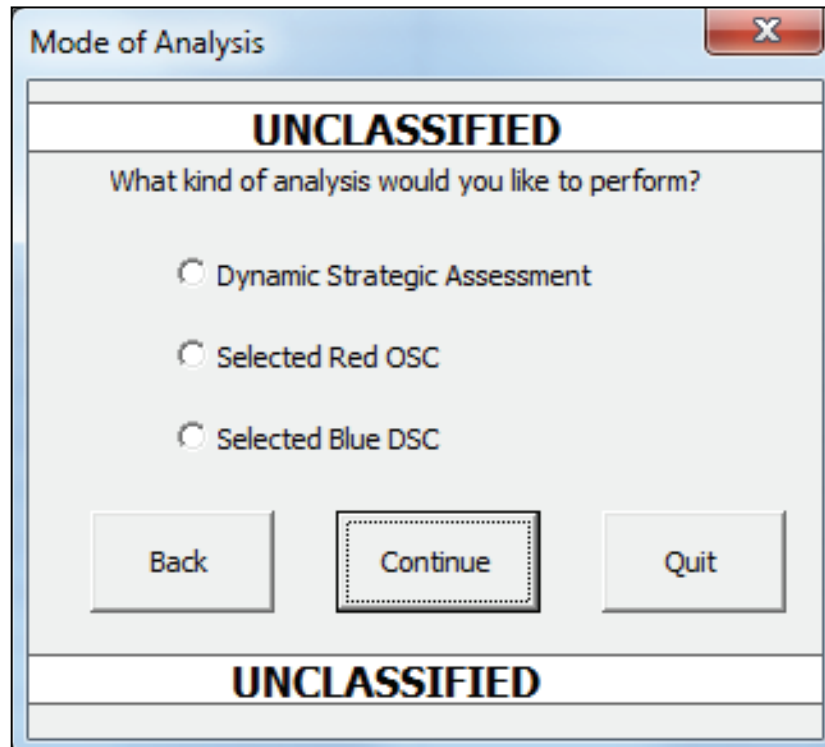 Mode of Analysis
UNCLASSIFIED
What kind of analysis would you like to perform?
Dynamic Strategic Assessment
Selected Red OSC
Selected Blue DSC
Back
Continue
Quit
UNCLASSIFIED